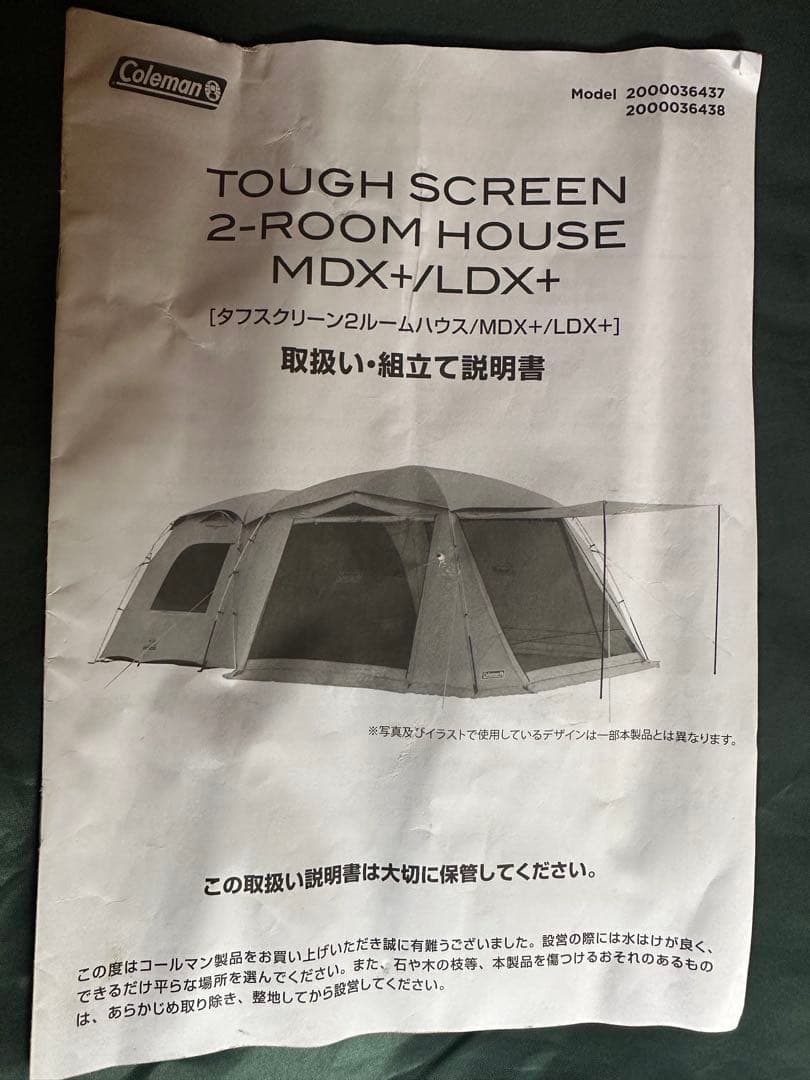 Coleman
Model 2000036437
2000036438
TOUGH SCREEN
2-ROOM HOUSE
MDX+/LDX+
[タフスクリーン2ルームハウス/MDX+/LDX+]
取扱い・組立て説明書
Coleman
※写真及びイラストで使用しているデザインは一部本製品とは異なります。
この取扱い説明書は大切に保管してください。
この度はコールマン製品をお買い上げいただき誠に有難うございました。設営の際には水はけが良く、
できるだけ平らな場所を選んでください。また、石や木の枝等、本製品を傷つけるおそれのあるもの
は、あらかじめ取り除き、整地してから設営してください。